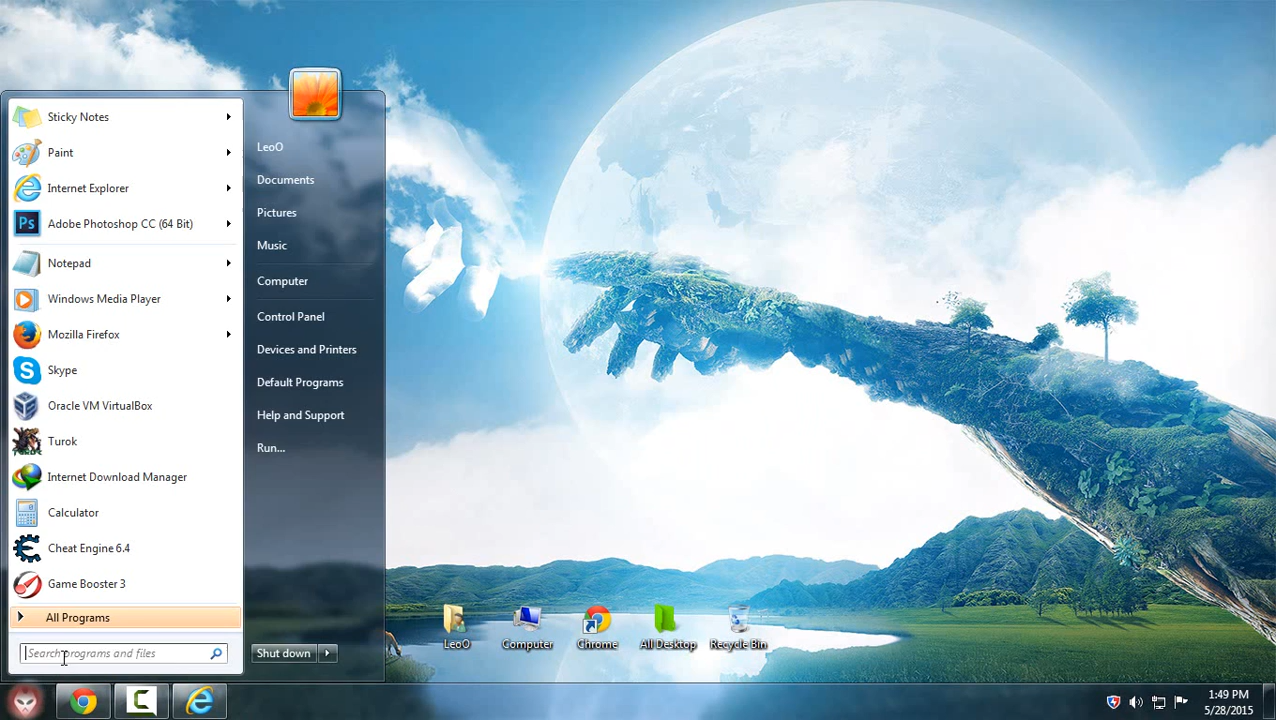 Sticky Notes
Paint
Internet Explorer
Ps
Adobe Photoshop CC (64 Bit)
Notepad
Windows Media Player
Mozilla Firefox
Skype
Oracle VM VirtualBox
Turok
Internet Download Manager
Calculator
Cheat Engine 6.4
Game Booster 3
All Programs
Search programs and files
LeoO
Documents
Pictures
Music
Computer
Control Panel
Devices and Printers
Default Programs
Help and Support
Run...
Shut down
LeoO
Computer
Chrome
All Desktop
Recycle Bin
1:49 PM
5/28/2015